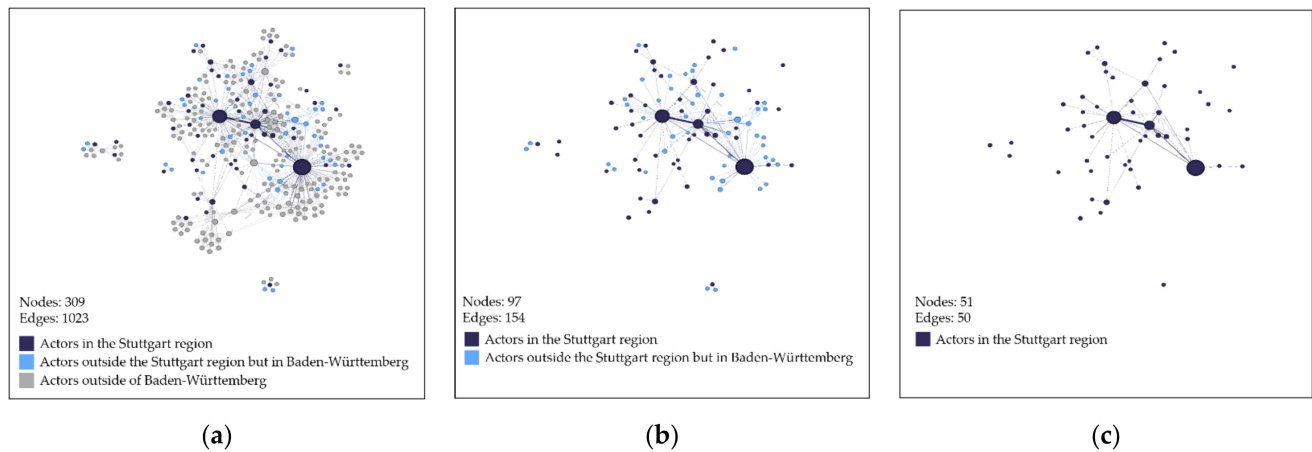 Nodes: 309
Edges: 1023
Actors in the Stuttgart region
Actors outside the Stuttgart region but in Baden-Württemberg
Actors outside of Baden-Württemberg
(a)
Nodes: 97
Edges: 154
Actors in the Stuttgart region
Actors outside the Stuttgart region but in Baden-Württemberg
(b)
Nodes: 51
Edges: 50
Actors in the Stuttgart region
(c)